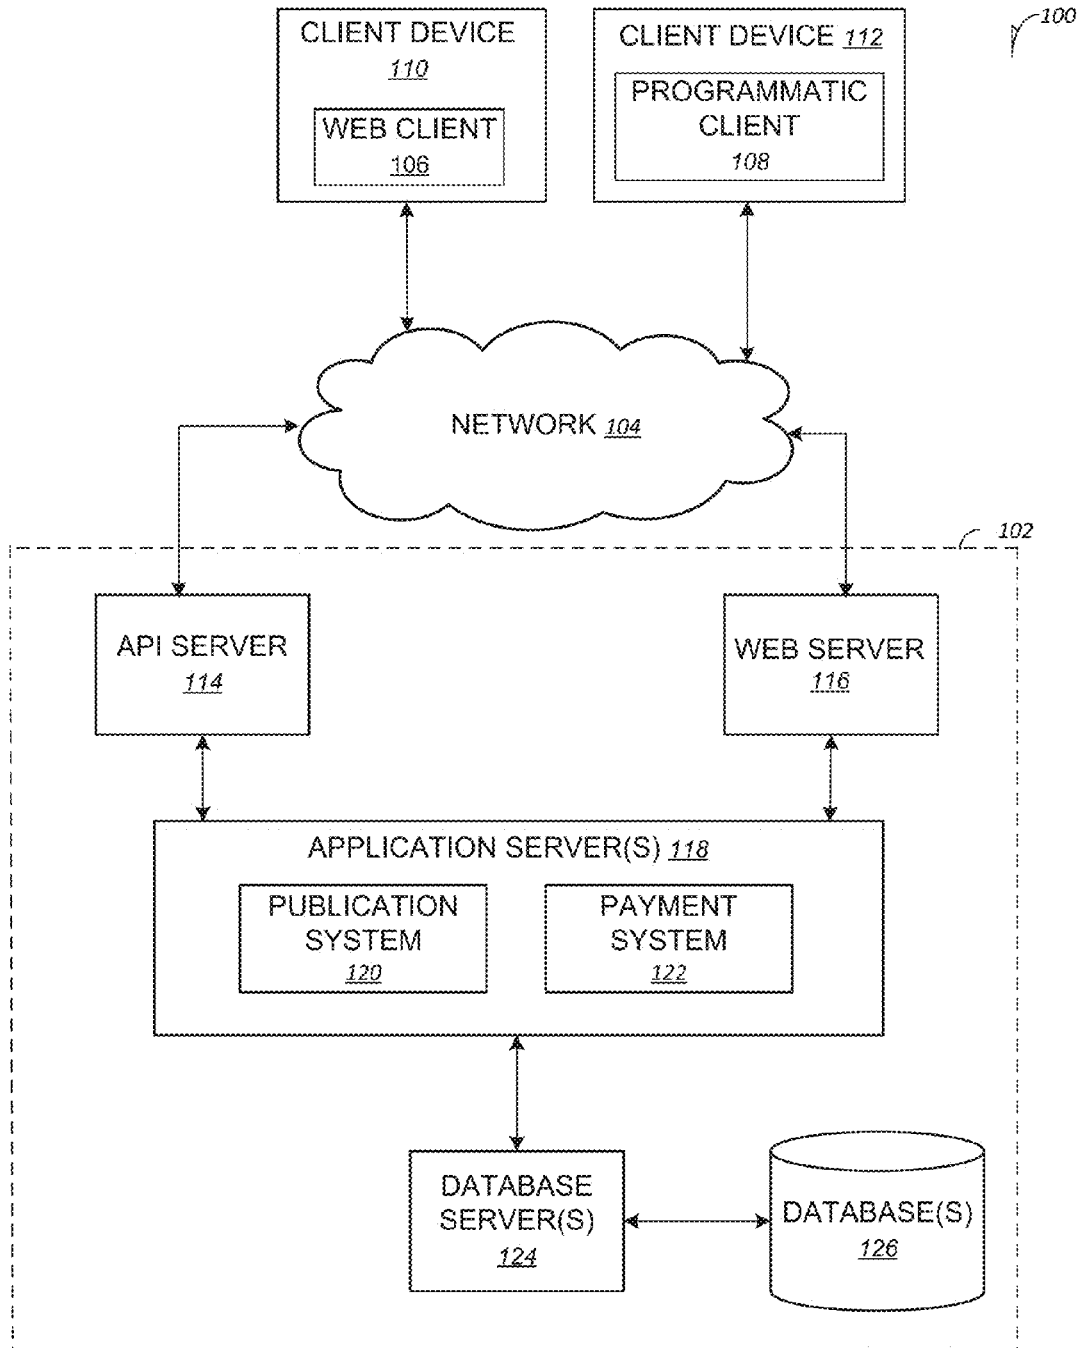 100
CLIENT DEVICE
110
WEB CLIENT
106
CLIENT DEVICE 112
PROGRAMMATIC
CLIENT
108
NETWORK 104
102
API SERVER
114
WEB SERVER
116
APPLICATION SERVER(S) 118
PUBLICATION
SYSTEM
120
PAYMENT
SYSTEM
122
DATABASE
SERVER(S)
124
DATABASE(S)
126